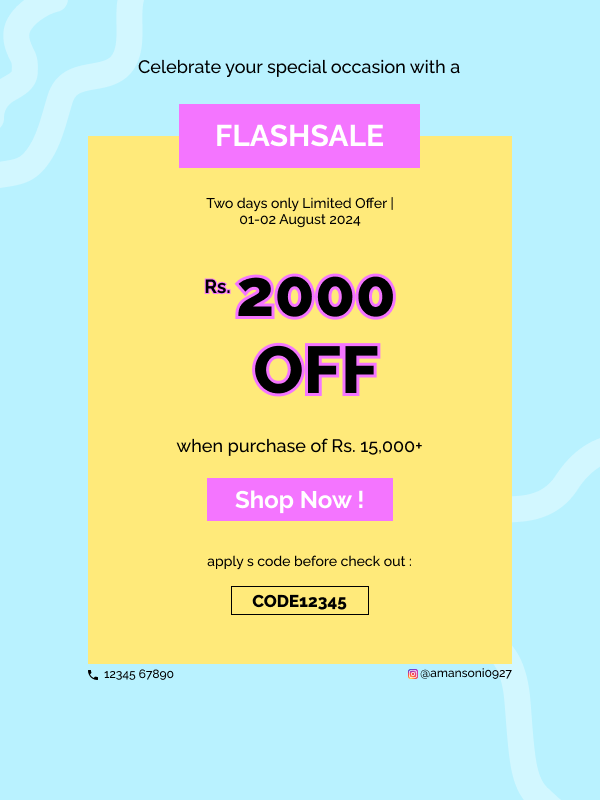 Celebrate your special occasion with a
FLASHSALE
Two days only Limited Offer |
01-02 August 2024
Rs. 2000
OFF
when purchase of Rs. 15,000+
Shop Now !
apply s code before check out :
CODE12345
12345 67890
@amansoni0927